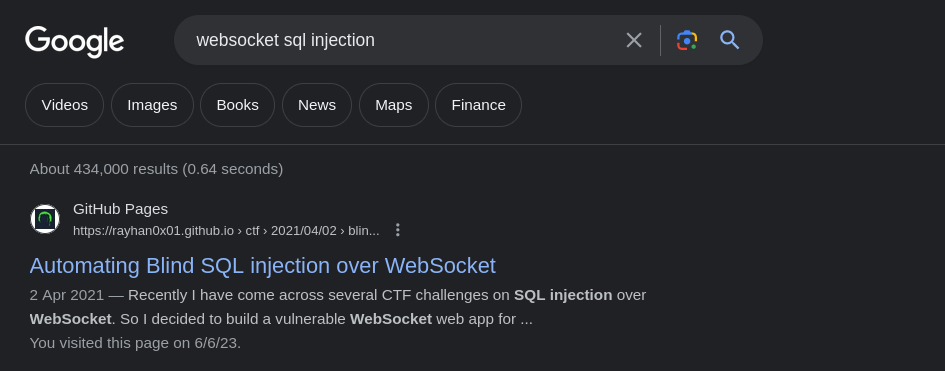 Google
websocket sql injection
Videos
Images
Books
News
Maps
Finance
About 434,000 results (0.64 seconds)
GitHub Pages
https://rayhan0x01.github.io › ctf › 2021/04/02 › blin...
Automating Blind SQL injection over WebSocket
2 Apr 2021 — Recently I have come across several CTF challenges on SQL injection over
WebSocket. So I decided to build a vulnerable WebSocket web app for ...
You visited this page on 6/6/23.